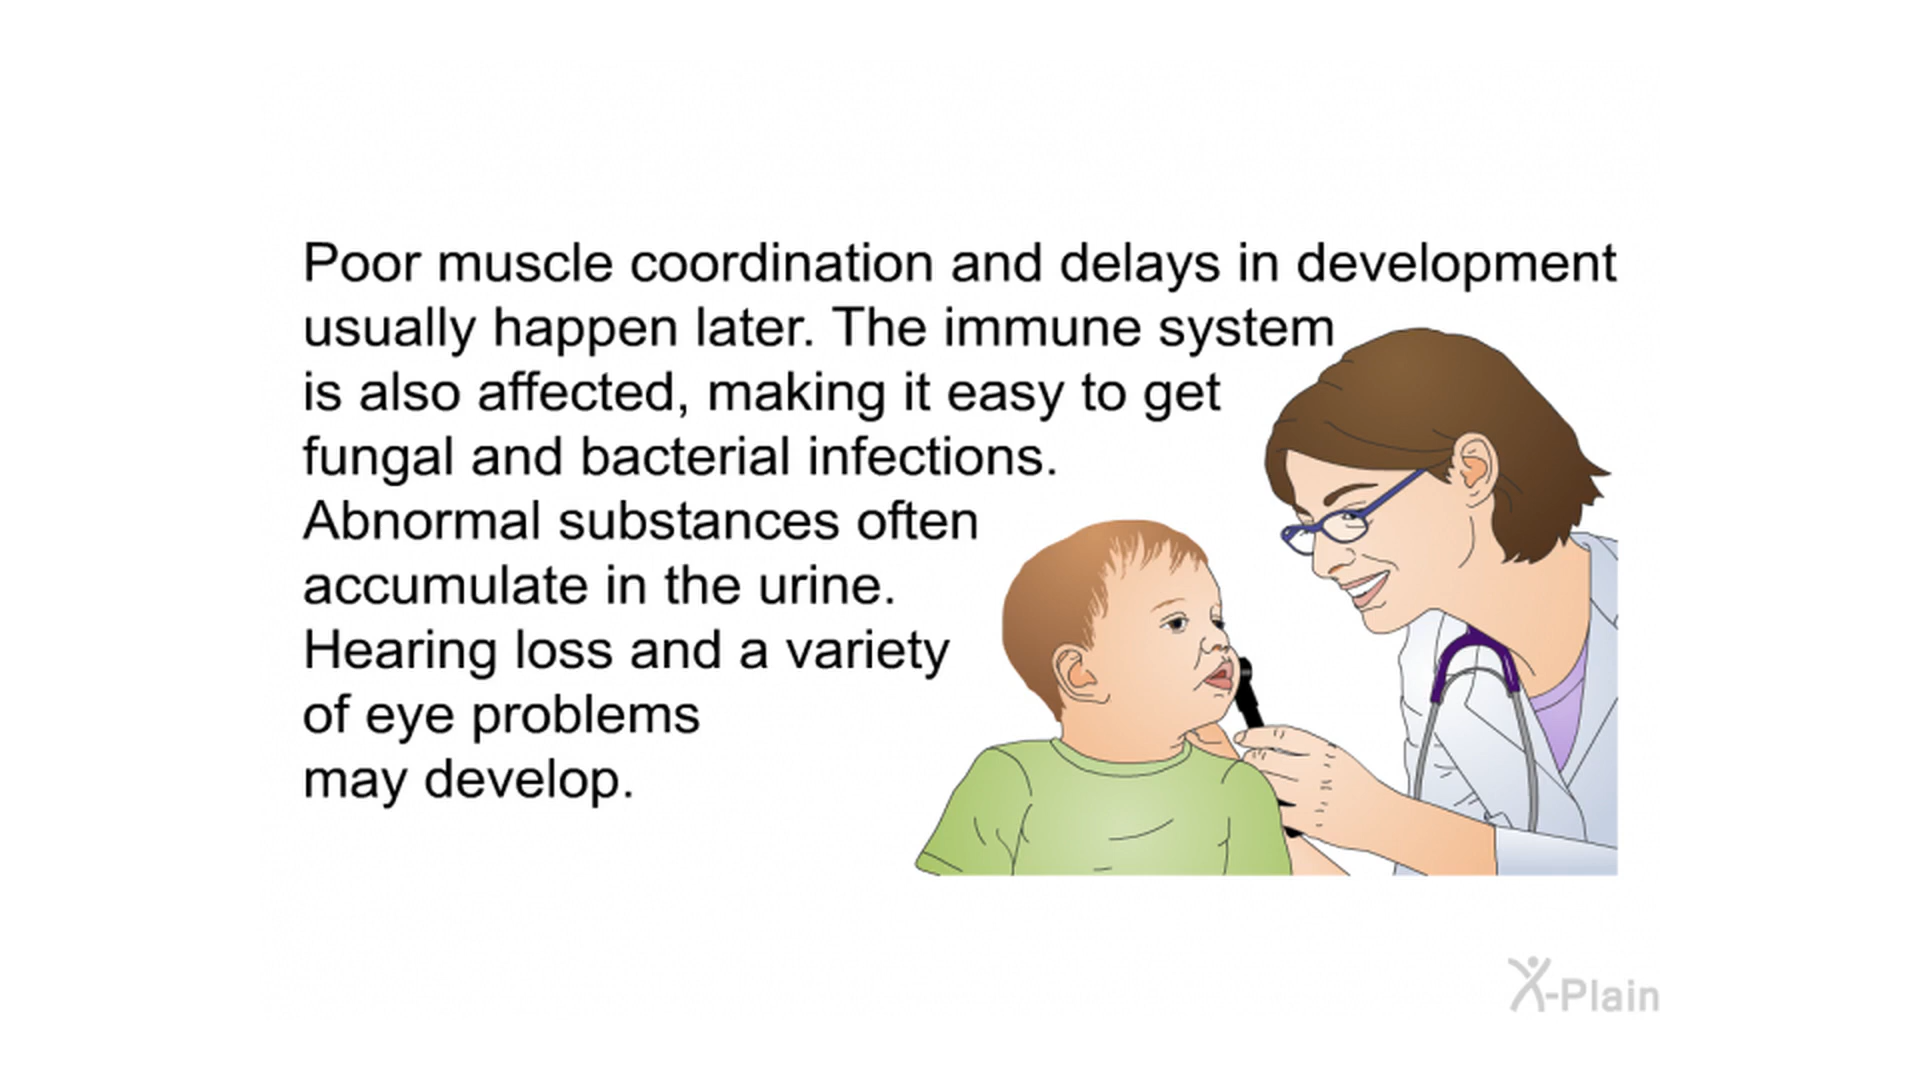 Poor muscle coordination and delays in development
usually happen later. The immune system
is also affected, making it easy to get
fungal and bacterial infections.
Abnormal substances often
accumulate in the urine.
Hearing loss and a variety
of eye problems
may develop.
X-Plain